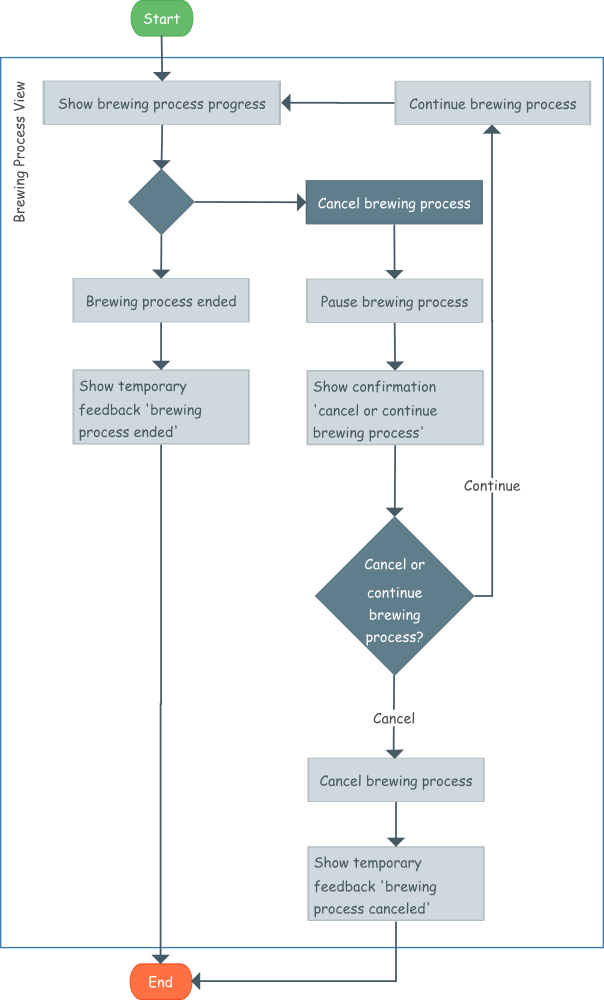 Start
Brewing Process View
Show brewing process progress
Continue brewing process
Cancel brewing process
Brewing process ended
Pause brewing process
Show temporary
feedback 'brewing
process ended'
Show confirmation
'cancel or continue
brewing process'
Continue
Cancel or
continue
brewing
process?
Cancel
Cancel brewing process
Show temporary
feedback 'brewing
process canceled'
End